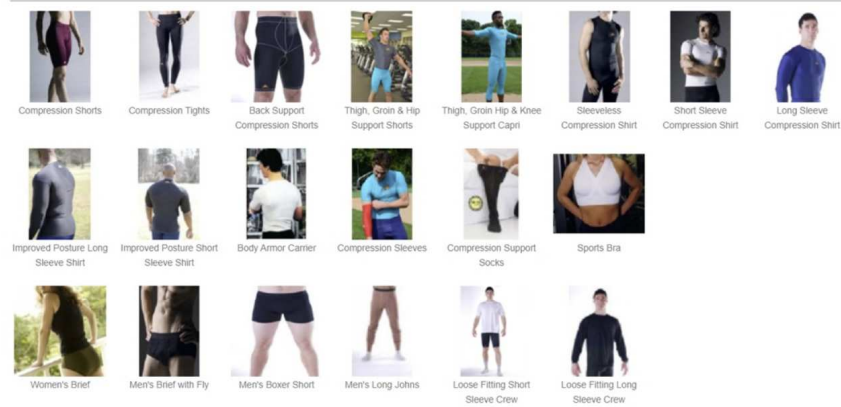 Compression Shorts
Compression Tights
Back Support
Compression Shorts
Thigh, Groin & Hip
Support Shorts
Thigh, Groin Hip & Knee
Support Capri
Sleeveless
Compression Shirt
Short Sleeve
Compression Shirt
Long Sleeve
Compression Shirt
Improved Posture Long
Sleeve Shirt
Improved Posture Short
Sleeve Shirt
Body Armor Carrier
Compression Sleeves
Compression Support
Socks
Sports Bra
Women's Brief
Men's Brief with Fly
Men's Boxer Short
Men's Long Johns
Loose Fitting Short
Sleeve Crew
Loose Fitting Long
Sleeve Crew